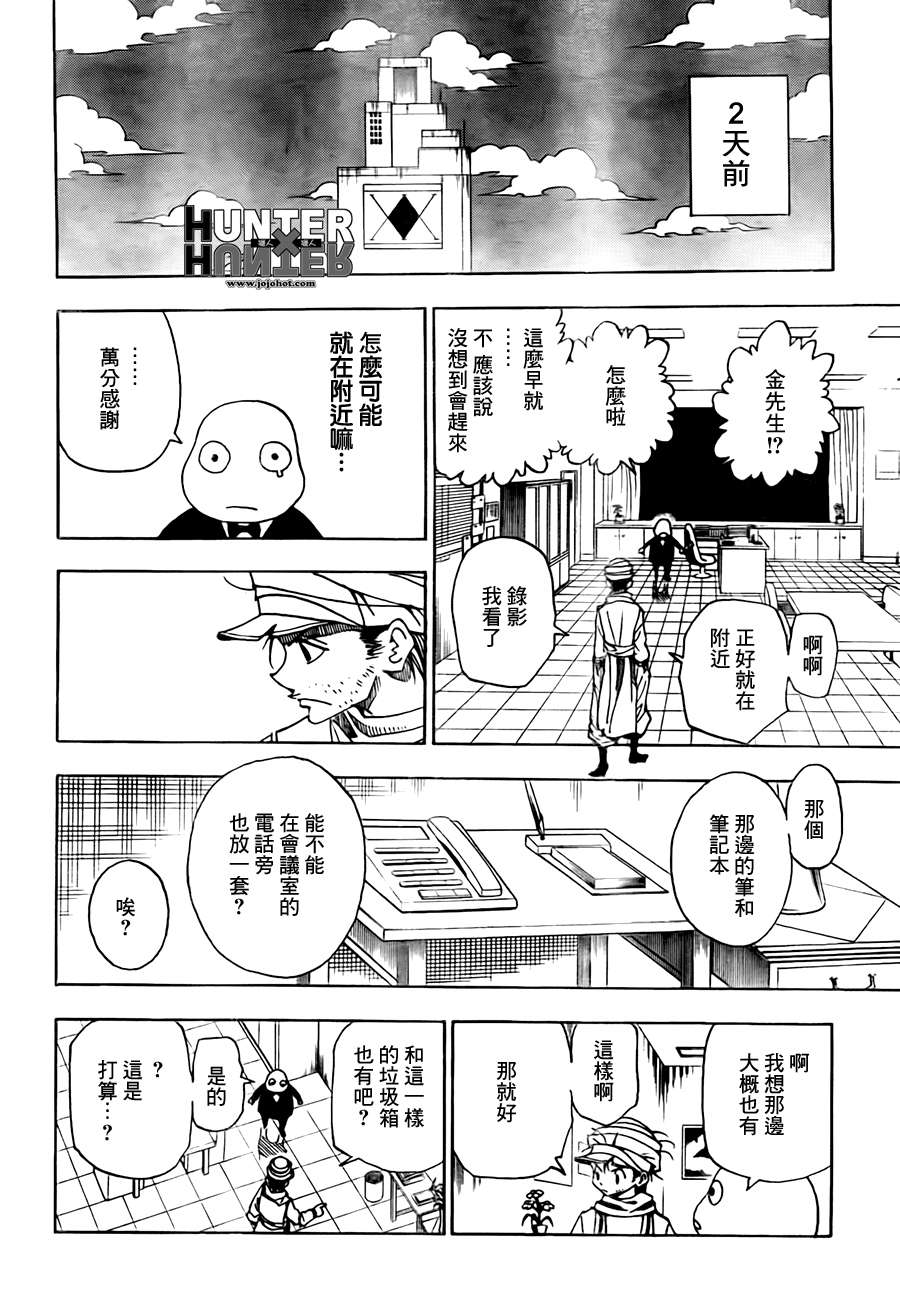 2天前
HUNTER
×
HUNTER
獵人
獵人
www.jojohot.com
金先生!?
怎麼啦
這麼早就
……
不應該說
沒想到會趕來
啊啊
正好就在
附近
錄影
我看了
怎麼可能
就在附近嘛…
……
萬分感謝
那個
那邊的筆和
筆記本
能不能
在會議室的
電話旁
也放一套?
唉?
啊
我想那邊
大概也有
這樣啊
那就好
和這一樣
的垃圾箱
也有吧?
是的
?
這是
打算…?